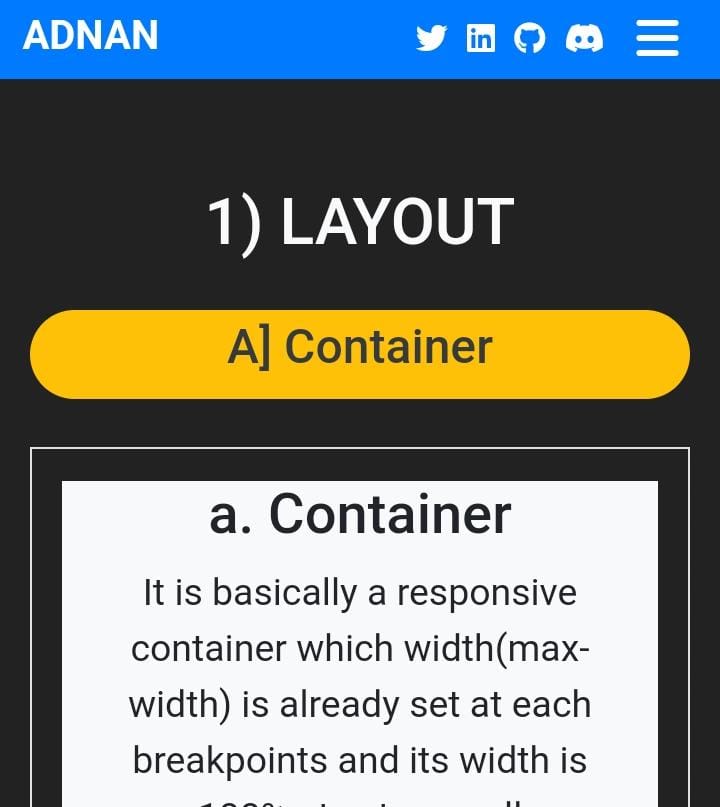 ADNAN
1) LAYOUT
A] Container
a. Container
It is basically a responsive
container which width(max-
width) is already set at each
breakpoints and its width is